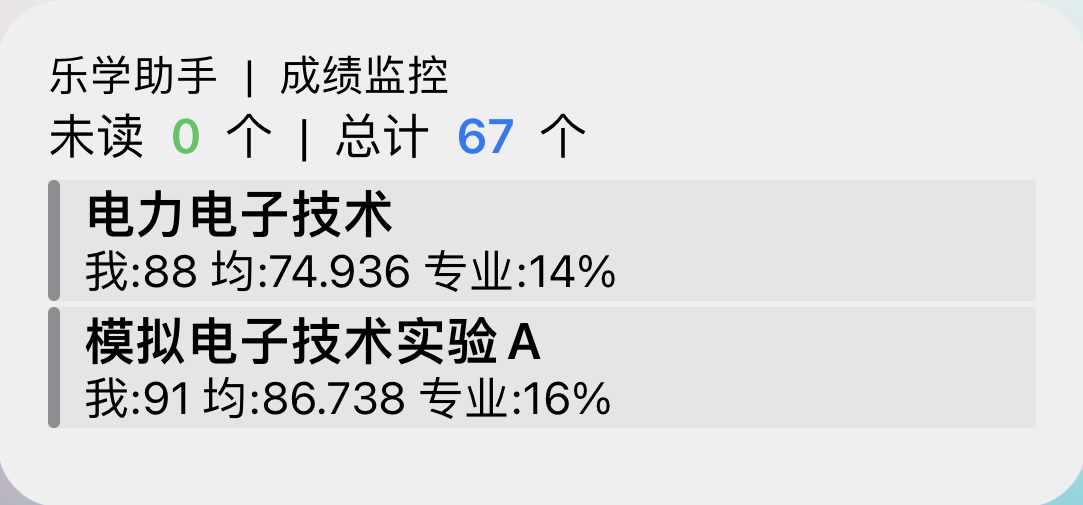 乐学助手 | 成绩监控
未读 0 个 | 总计 67 个
电力电子技术
我:88 均:74.936 专业:14%
模拟电子技术实验 A
我:91 均:86.738 专业:16%